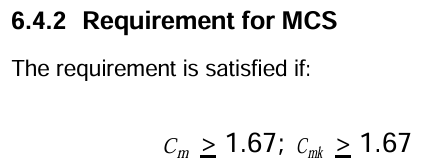 6.4.2 Requirement for MCS
The requirement is satisfied if:
Cm ≥ 1.67; Cmk ≥ 1.67